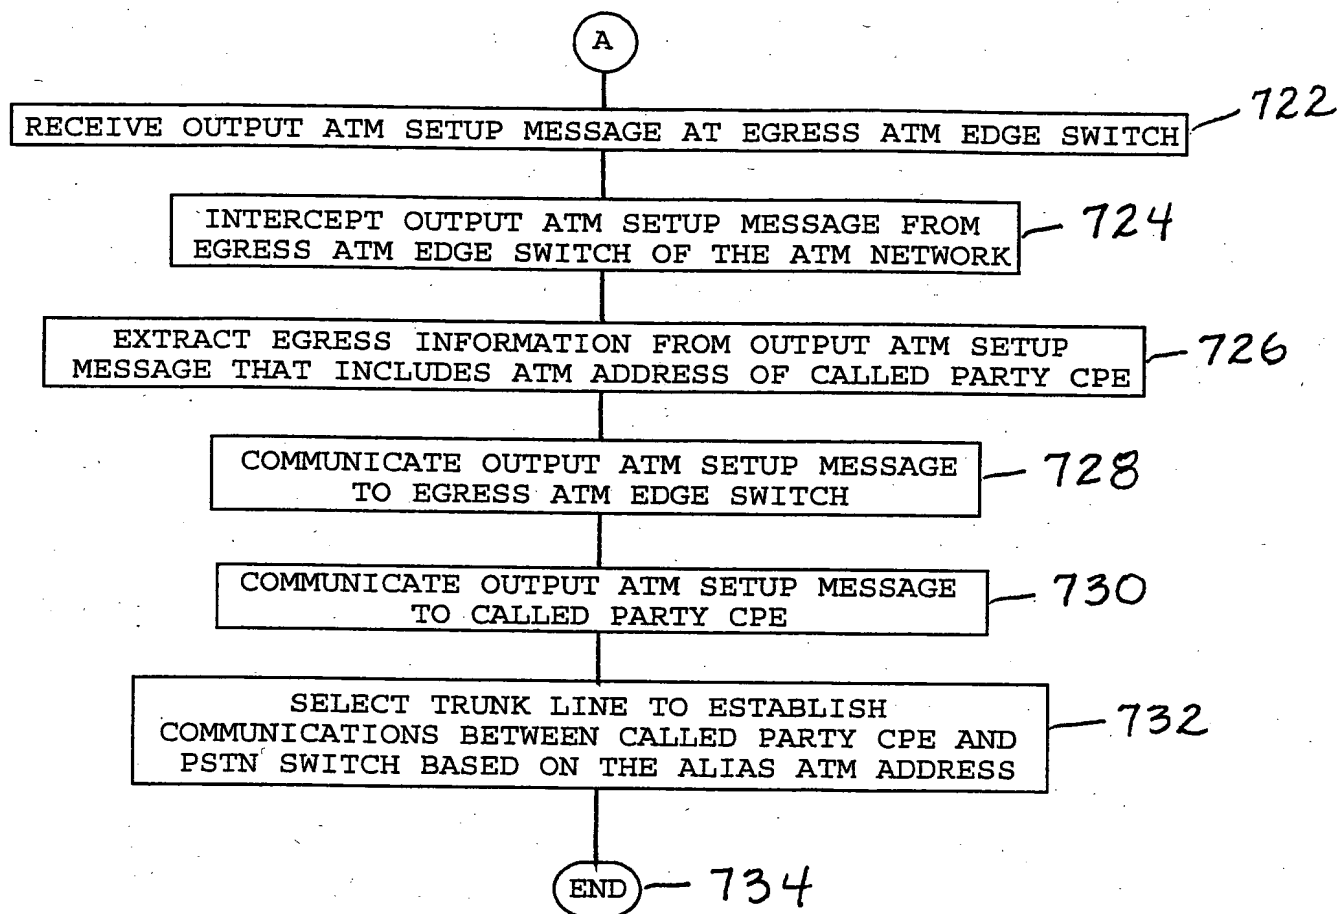 A
RECEIVE OUTPUT ATM SETUP MESSAGE AT EGRESS ATM EDGE SWITCH
722
INTERCEPT OUTPUT ATM SETUP MESSAGE FROM
EGRESS ATM EDGE SWITCH OF THE ATM NETWORK
724
EXTRACT EGRESS INFORMATION FROM OUTPUT ATM SETUP
MESSAGE THAT INCLUDES ATM ADDRESS OF CALLED PARTY CPE
726
COMMUNICATE OUTPUT ATM SETUP MESSAGE
TO EGRESS ATM EDGE SWITCH
728
COMMUNICATE OUTPUT ATM SETUP MESSAGE
TO CALLED PARTY CPE
730
SELECT TRUNK LINE TO ESTABLISH
COMMUNICATIONS BETWEEN CALLED PARTY CPE AND
PSTN SWITCH BASED ON THE ALIAS ATM ADDRESS
732
END
734